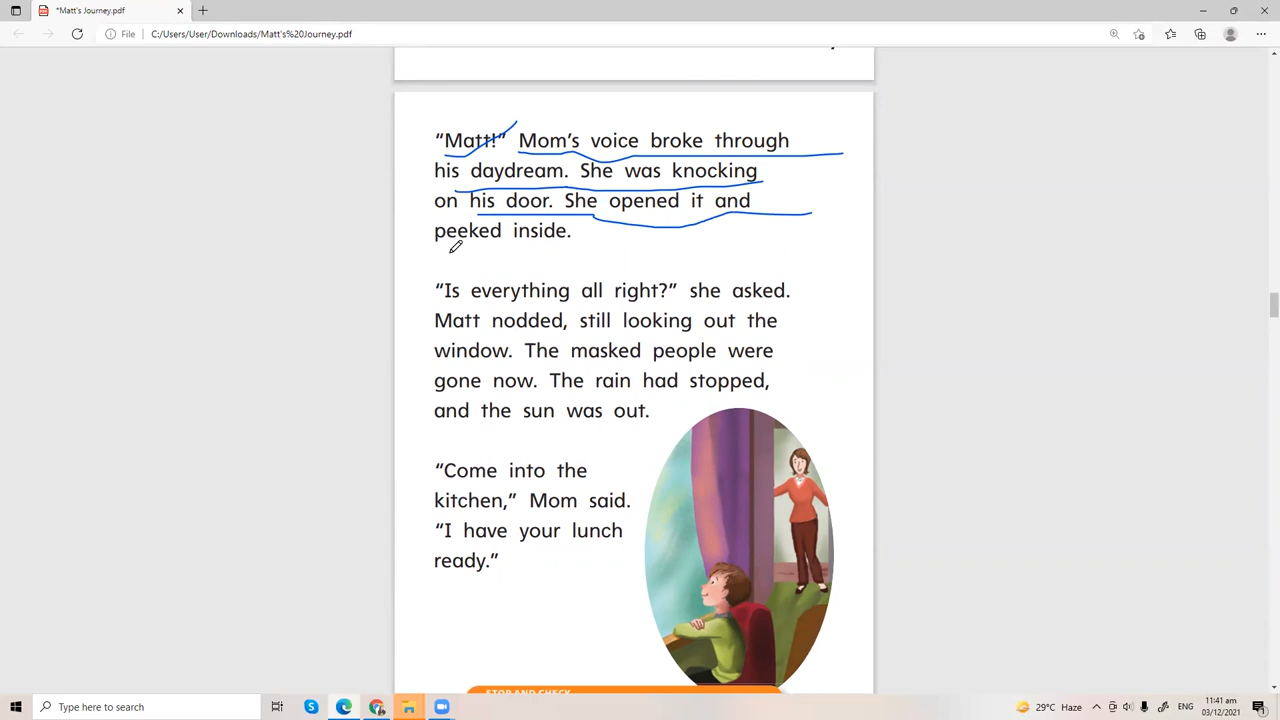 *Matt's Journey.pdf
File
C:/Users/User/Downloads/Matt's%20Journey.pdf
"Matt!" Mom's voice broke through
his daydream. She was knocking
on his door. She opened it and
peeked inside.
"Is everything all right?" she asked.
Matt nodded, still looking out the
window. The masked people were
gone now. The rain had stopped,
and the sun was out.
"Come into the
kitchen," Mom said.
"I have your lunch
ready."
STOP AND CHECK
Type here to search
29°C Haze
ENG
11:41 am
03/12/2021